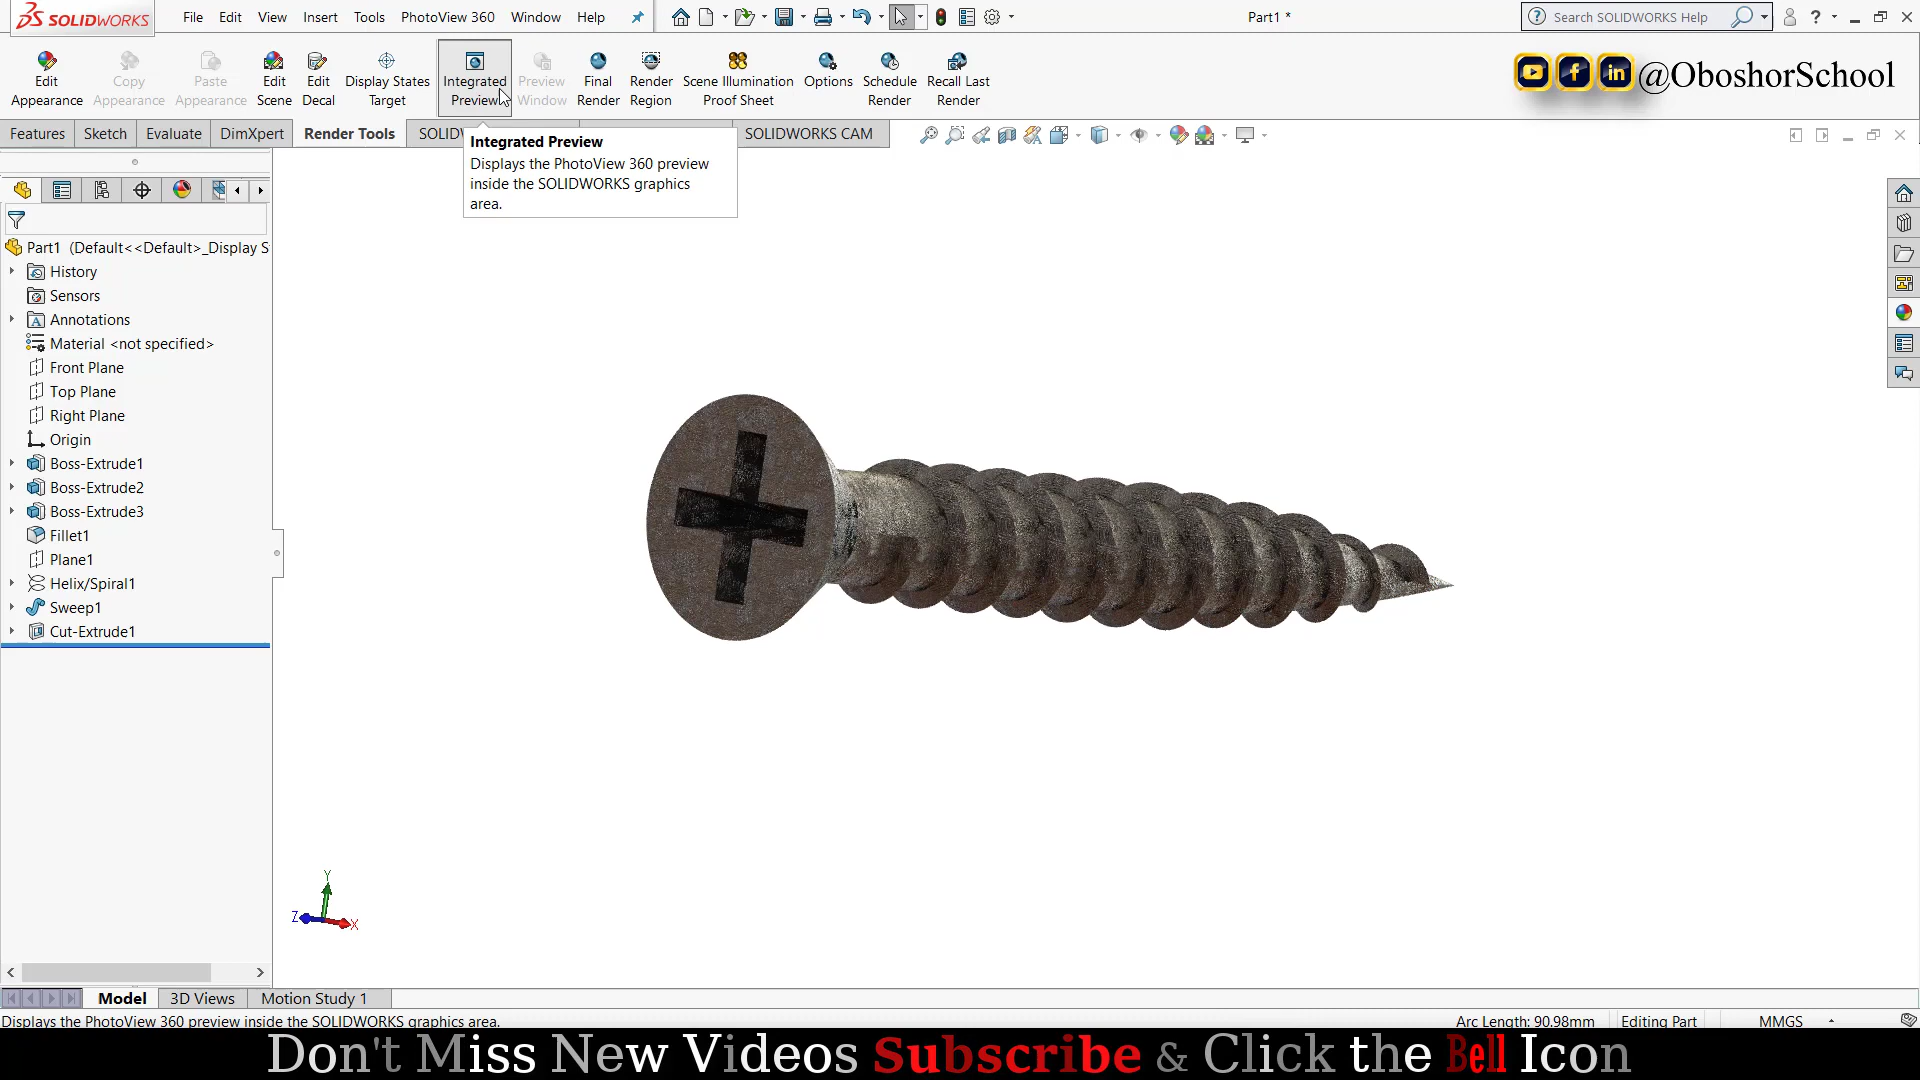 SOLIDWORKS File Edit View Insert Tools PhotoView 360 Window Help Part1 * Search SOLIDWORKS Help ?
Edit Appearance
Copy Appearance
Paste Appearance
Edit Scene
Edit Decal
Display States Target
Integrated Preview
Preview Window
Final Render
Render Region
Scene Illumination Proof Sheet
Options
Schedule Render
Recall Last Render
in @OboshorSchool
Features Sketch Evaluate DimXpert Render Tools SOLIDW SOLIDWORKS CAM
Integrated Preview
Displays the PhotoView 360 preview
inside the SOLIDWORKS graphics
area.
Part1 (Default<<Default>_Display S
History
Sensors
Annotations
Material <not specified>
Front Plane
Top Plane
Right Plane
Origin
Boss-Extrude1
Boss-Extrude2
Boss-Extrude3
Fillet1
Plane1
Helix/Spiral1
Sweep1
Cut-Extrude1
Y
Z
X
Model 3D Views Motion Study 1
Displays the PhotoView 360 preview inside the SOLIDWORKS graphics area. Arc Length: 90.98mm Editing Part MMGS
Don't Miss New Videos Subscribe & Click the Bell Icon